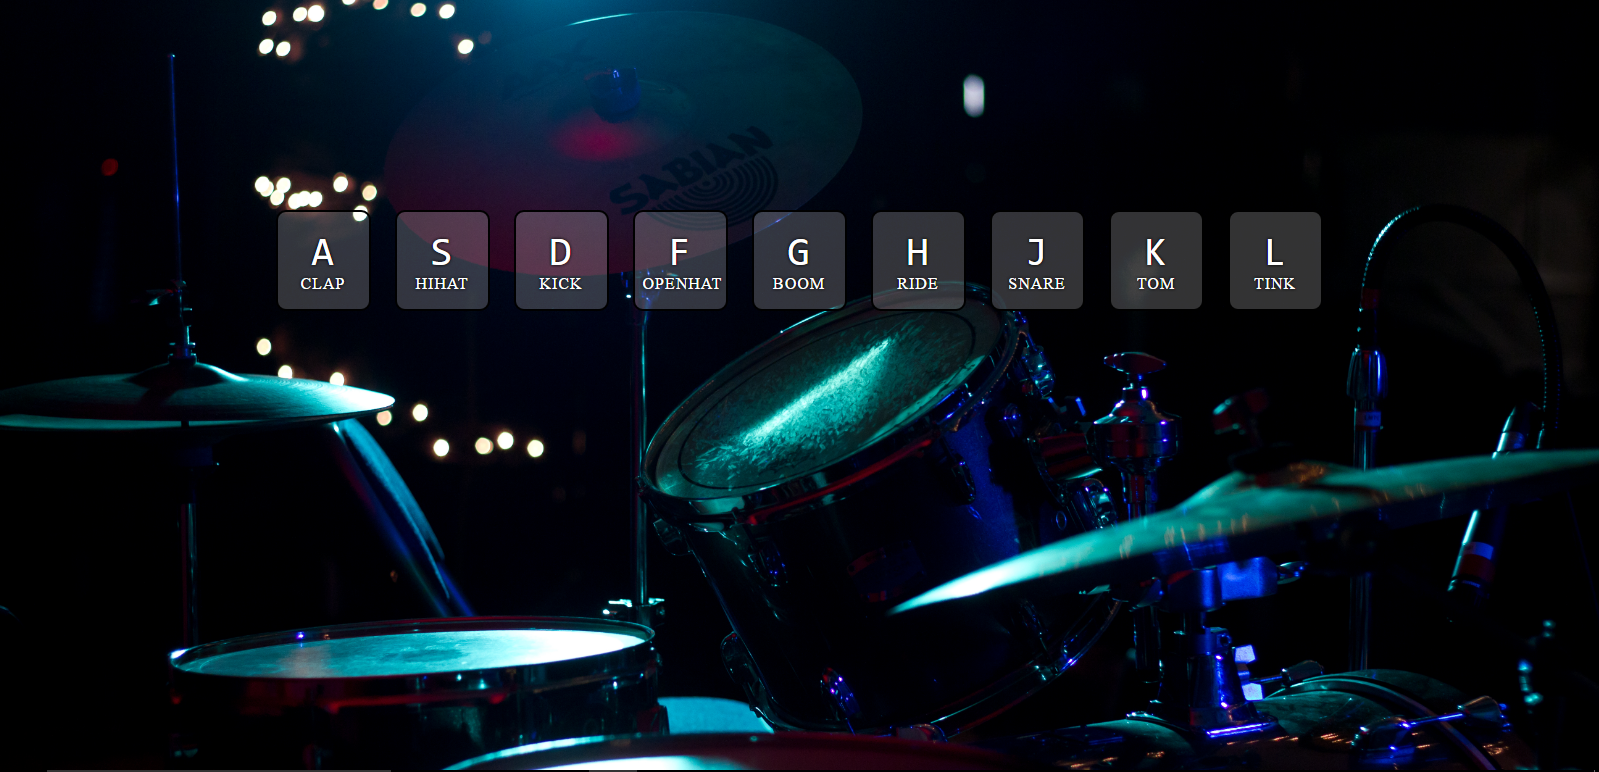 SABIAN
A S D F G H J K L
CLAP HIHAT KICK OPENHAT BOOM RIDE SNARE TOM TINK